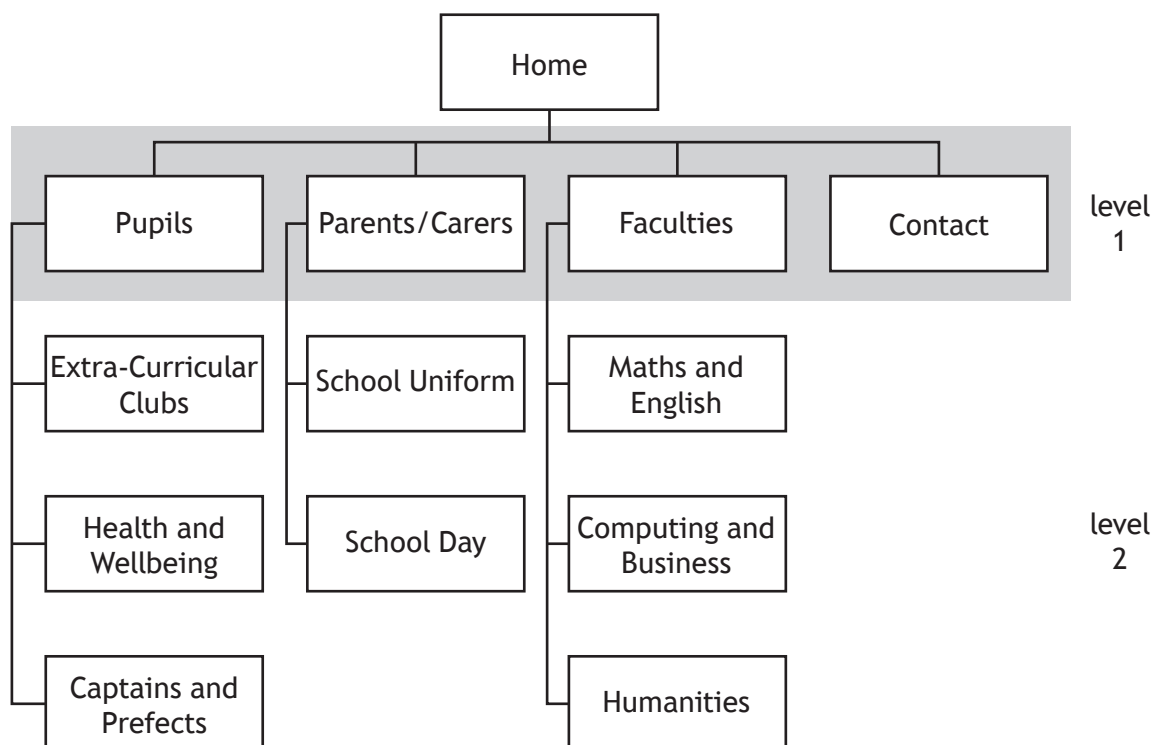 Home
Pupils
Parents/Carers
Faculties
Contact
level
1
Extra-Curricular
Clubs
School Uniform
Maths and
English
Health and
Wellbeing
School Day
Computing and
Business
level
2
Captains and
Prefects
Humanities